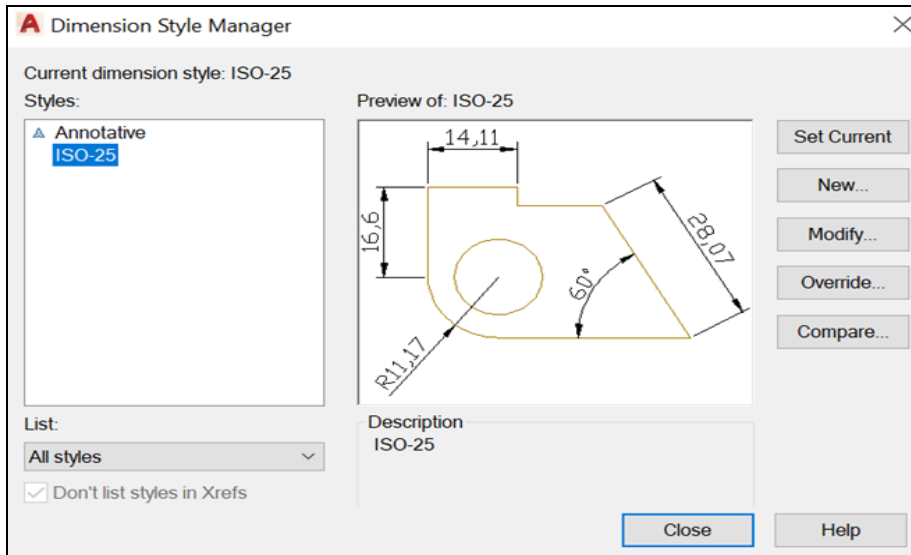 Dimension Style Manager
Current dimension style: ISO-25
Styles:
Annotative
ISO-25
Preview of: ISO-25
14,11
16,6
28,07
60°
R11,17
Set Current
New...
Modify...
Override...
Compare...
List:
All styles
Don't list styles in Xrefs
Description
ISO-25
Close
Help